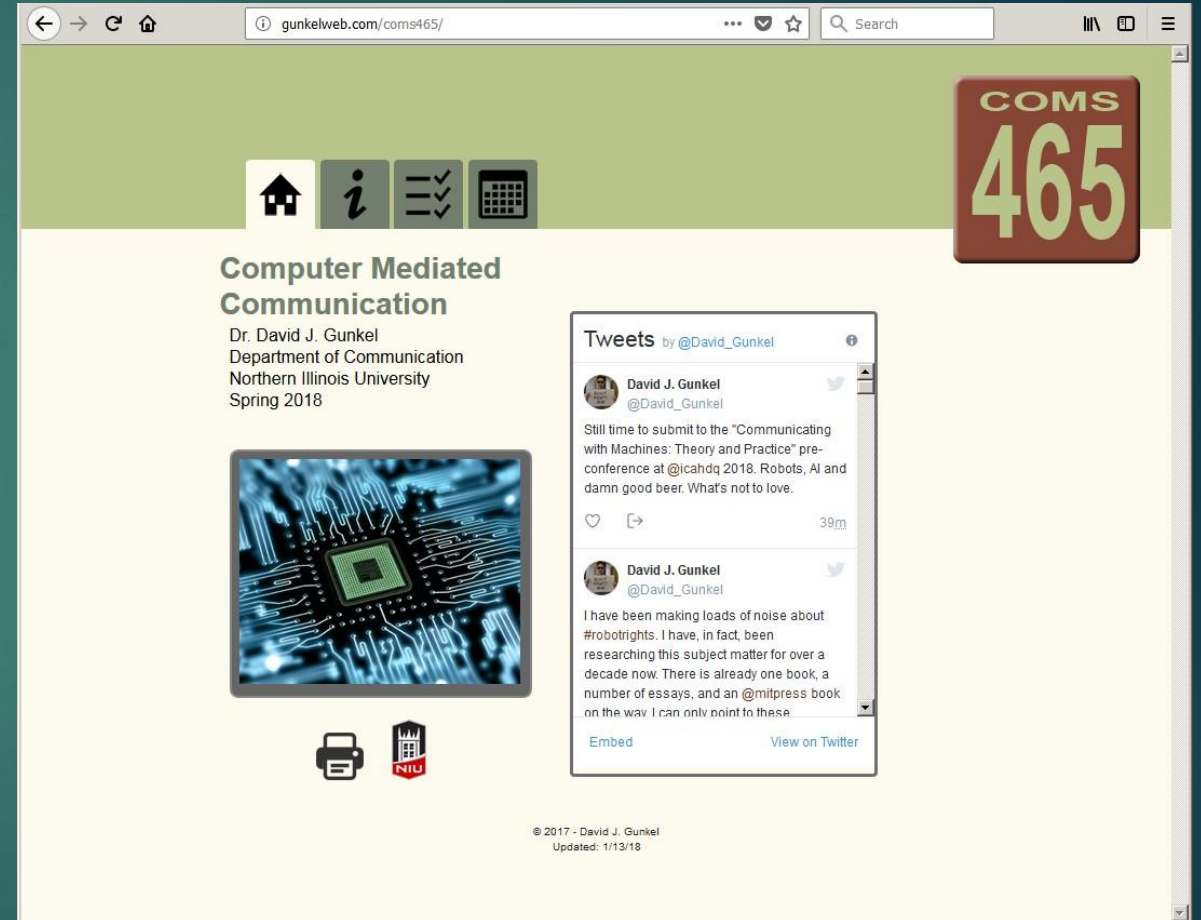 gunkelweb.com/coms465/
Search
COMS
465
Computer Mediated
Communication
Dr. David J. Gunkel
Department of Communication
Northern Illinois University
Spring 2018
NIU
Tweets by @David_Gunkel
David J. Gunkel
@David_Gunkel
Still time to submit to the "Communicating
with Machines: Theory and Practice" pre-
conference at @icahdq 2018. Robots, AI and
damn good beer. What's not to love.
39m
David J. Gunkel
@David_Gunkel
I have been making loads of noise about
#robotrights. I have, in fact, been
researching this subject matter for over a
decade now. There is already one book, a
number of essays, and an @mitpress book
on the way. I can only point to these
Embed
View on Twitter
© 2017 - David J. Gunkel
Updated: 1/13/18